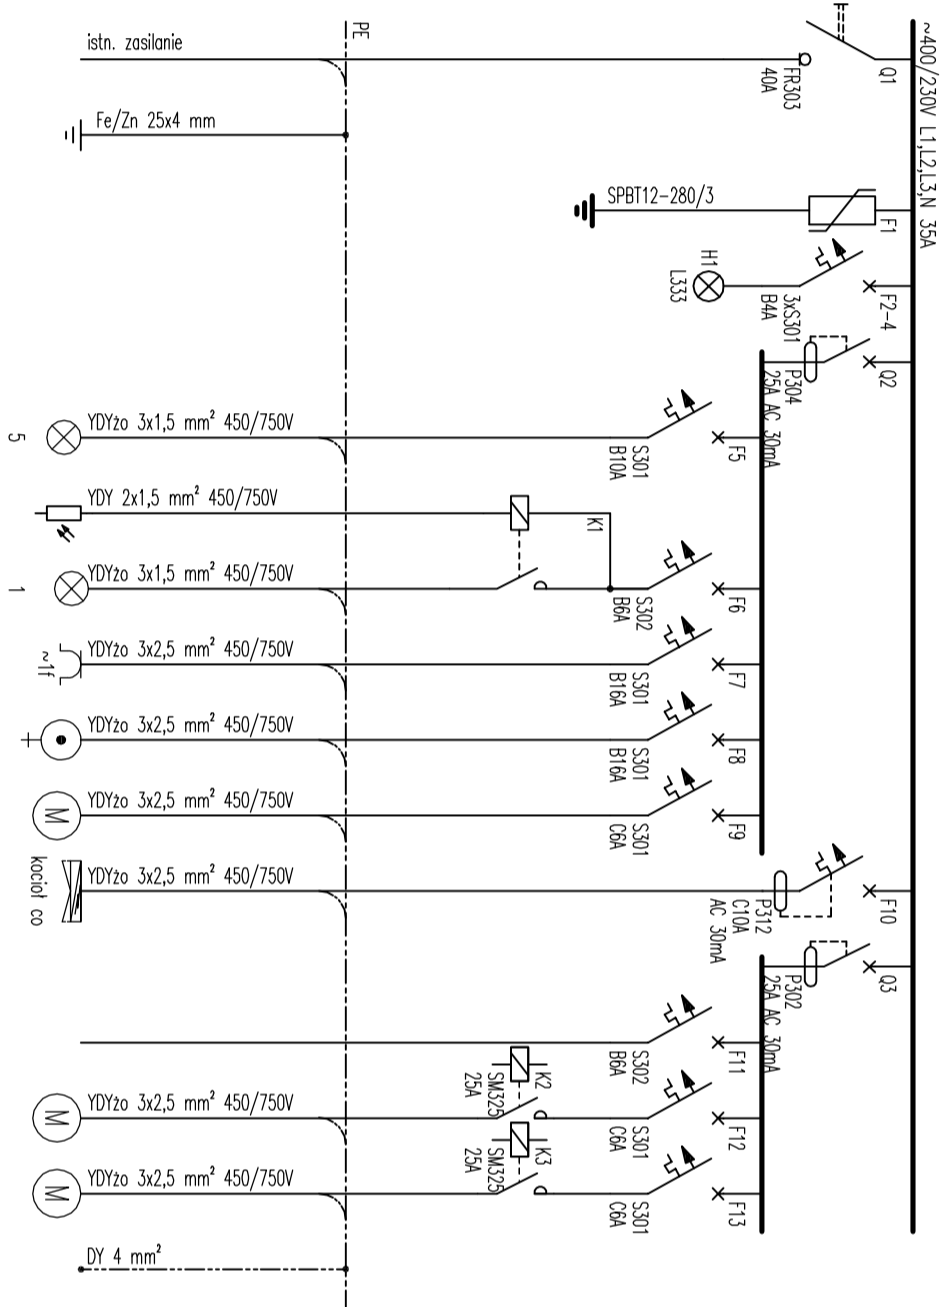 ~400/230V L1,L2,L3,N 35A
PE
istn. zasilanie
Q1
FR303
40A
Fe/Zn 25x4 mm
SPBT12-280/3
F1
H1
L333
F2-4
3xS301
B4A
Q2
P304
25A AC 30mA
5
YDYżo 3x1,5 mm² 450/750V
S301
B10A
F5
YDY 2x1,5 mm² 450/750V
K1
1
YDYżo 3x1,5 mm² 450/750V
S302
B6A
F6
~1f
YDYżo 3x2,5 mm² 450/750V
S301
B16A
F7
YDYżo 3x2,5 mm² 450/750V
S301
B16A
F8
M
YDYżo 3x2,5 mm² 450/750V
S301
C6A
F9
kocioł co
YDYżo 3x2,5 mm² 450/750V
P312
C10A
AC 30mA
F10
Q3
P302
25A AC 30mA
S302
B6A
F11
K2
SM325
25A
M
YDYżo 3x2,5 mm² 450/750V
S301
C6A
F12
K3
SM325
25A
M
YDYżo 3x2,5 mm² 450/750V
S301
C6A
F13
DY 4 mm²